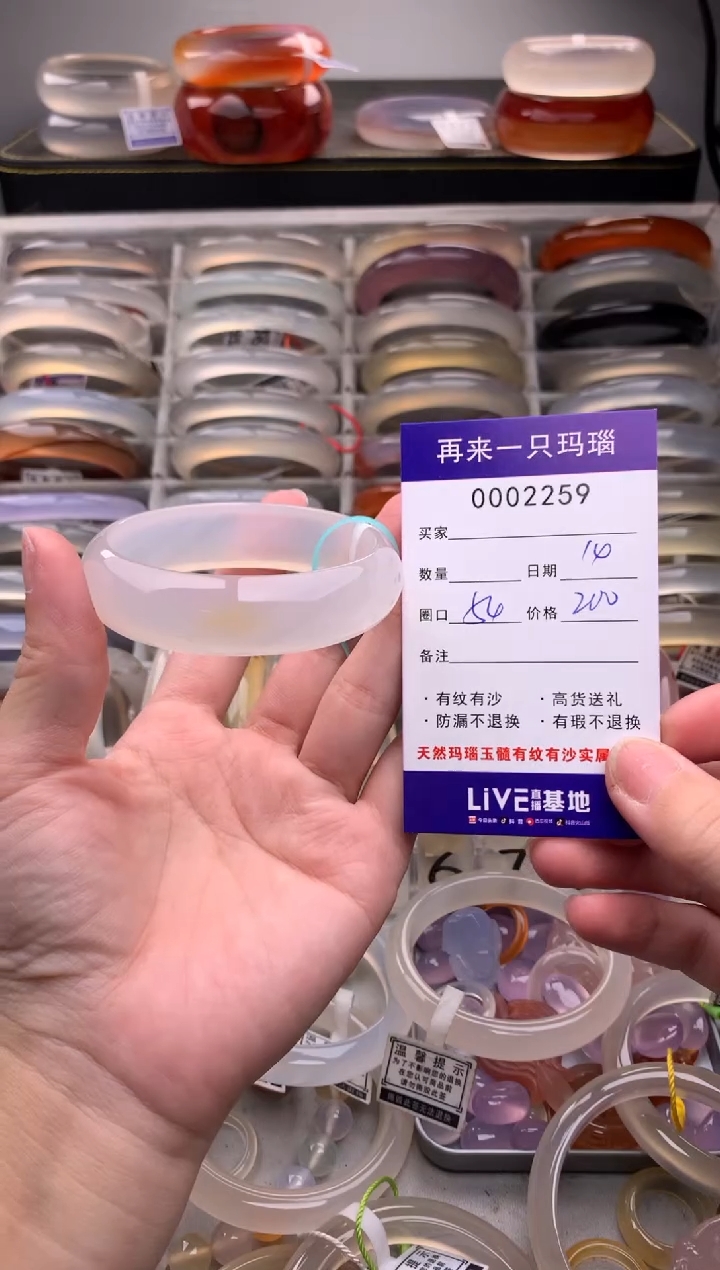 再来一只玛瑙
0002259
买家
数量 日期 14
圈口 54 价格 200
备注
·有纹有沙 ·高货送礼
·防漏不退换 ·有瑕不退换
天然玛瑙玉髓有纹有沙实属
LiVE直播基地
温馨提示